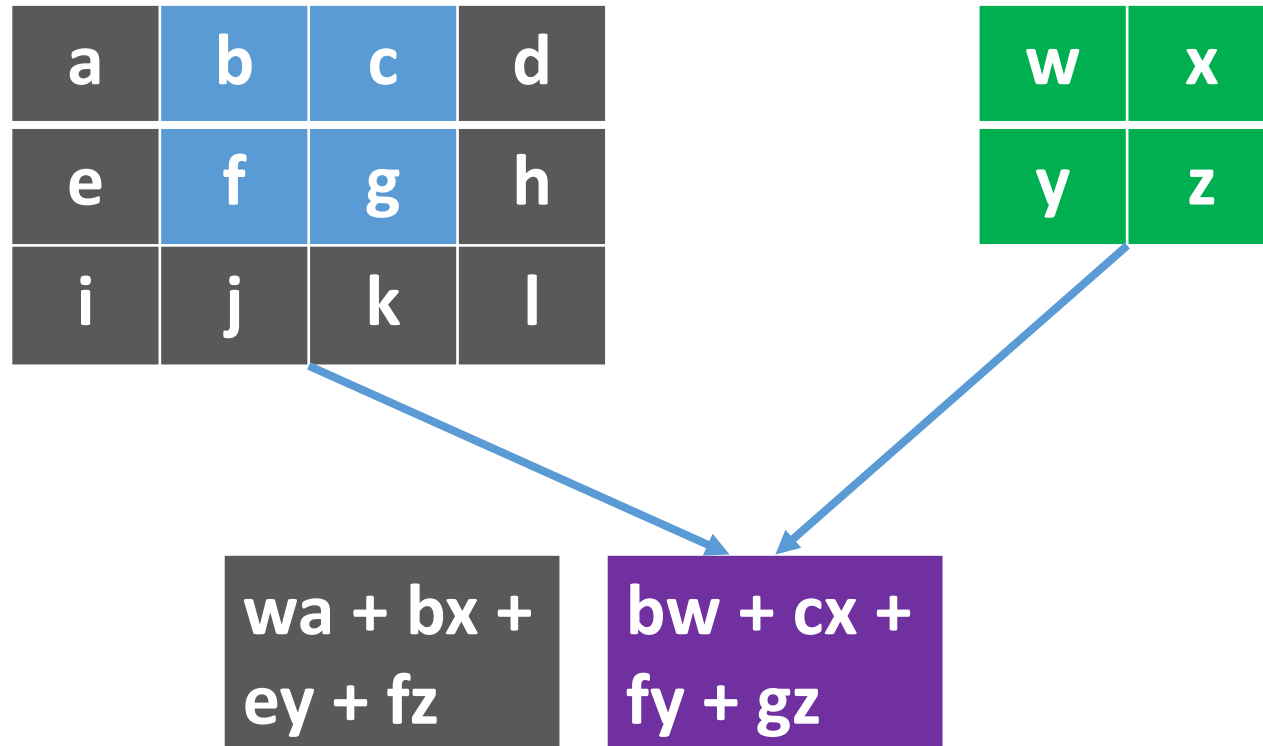 a b c d
e f g h
i j k l
w x
y z
wa + bx +
ey + fz
bw + cx +
fy + gz